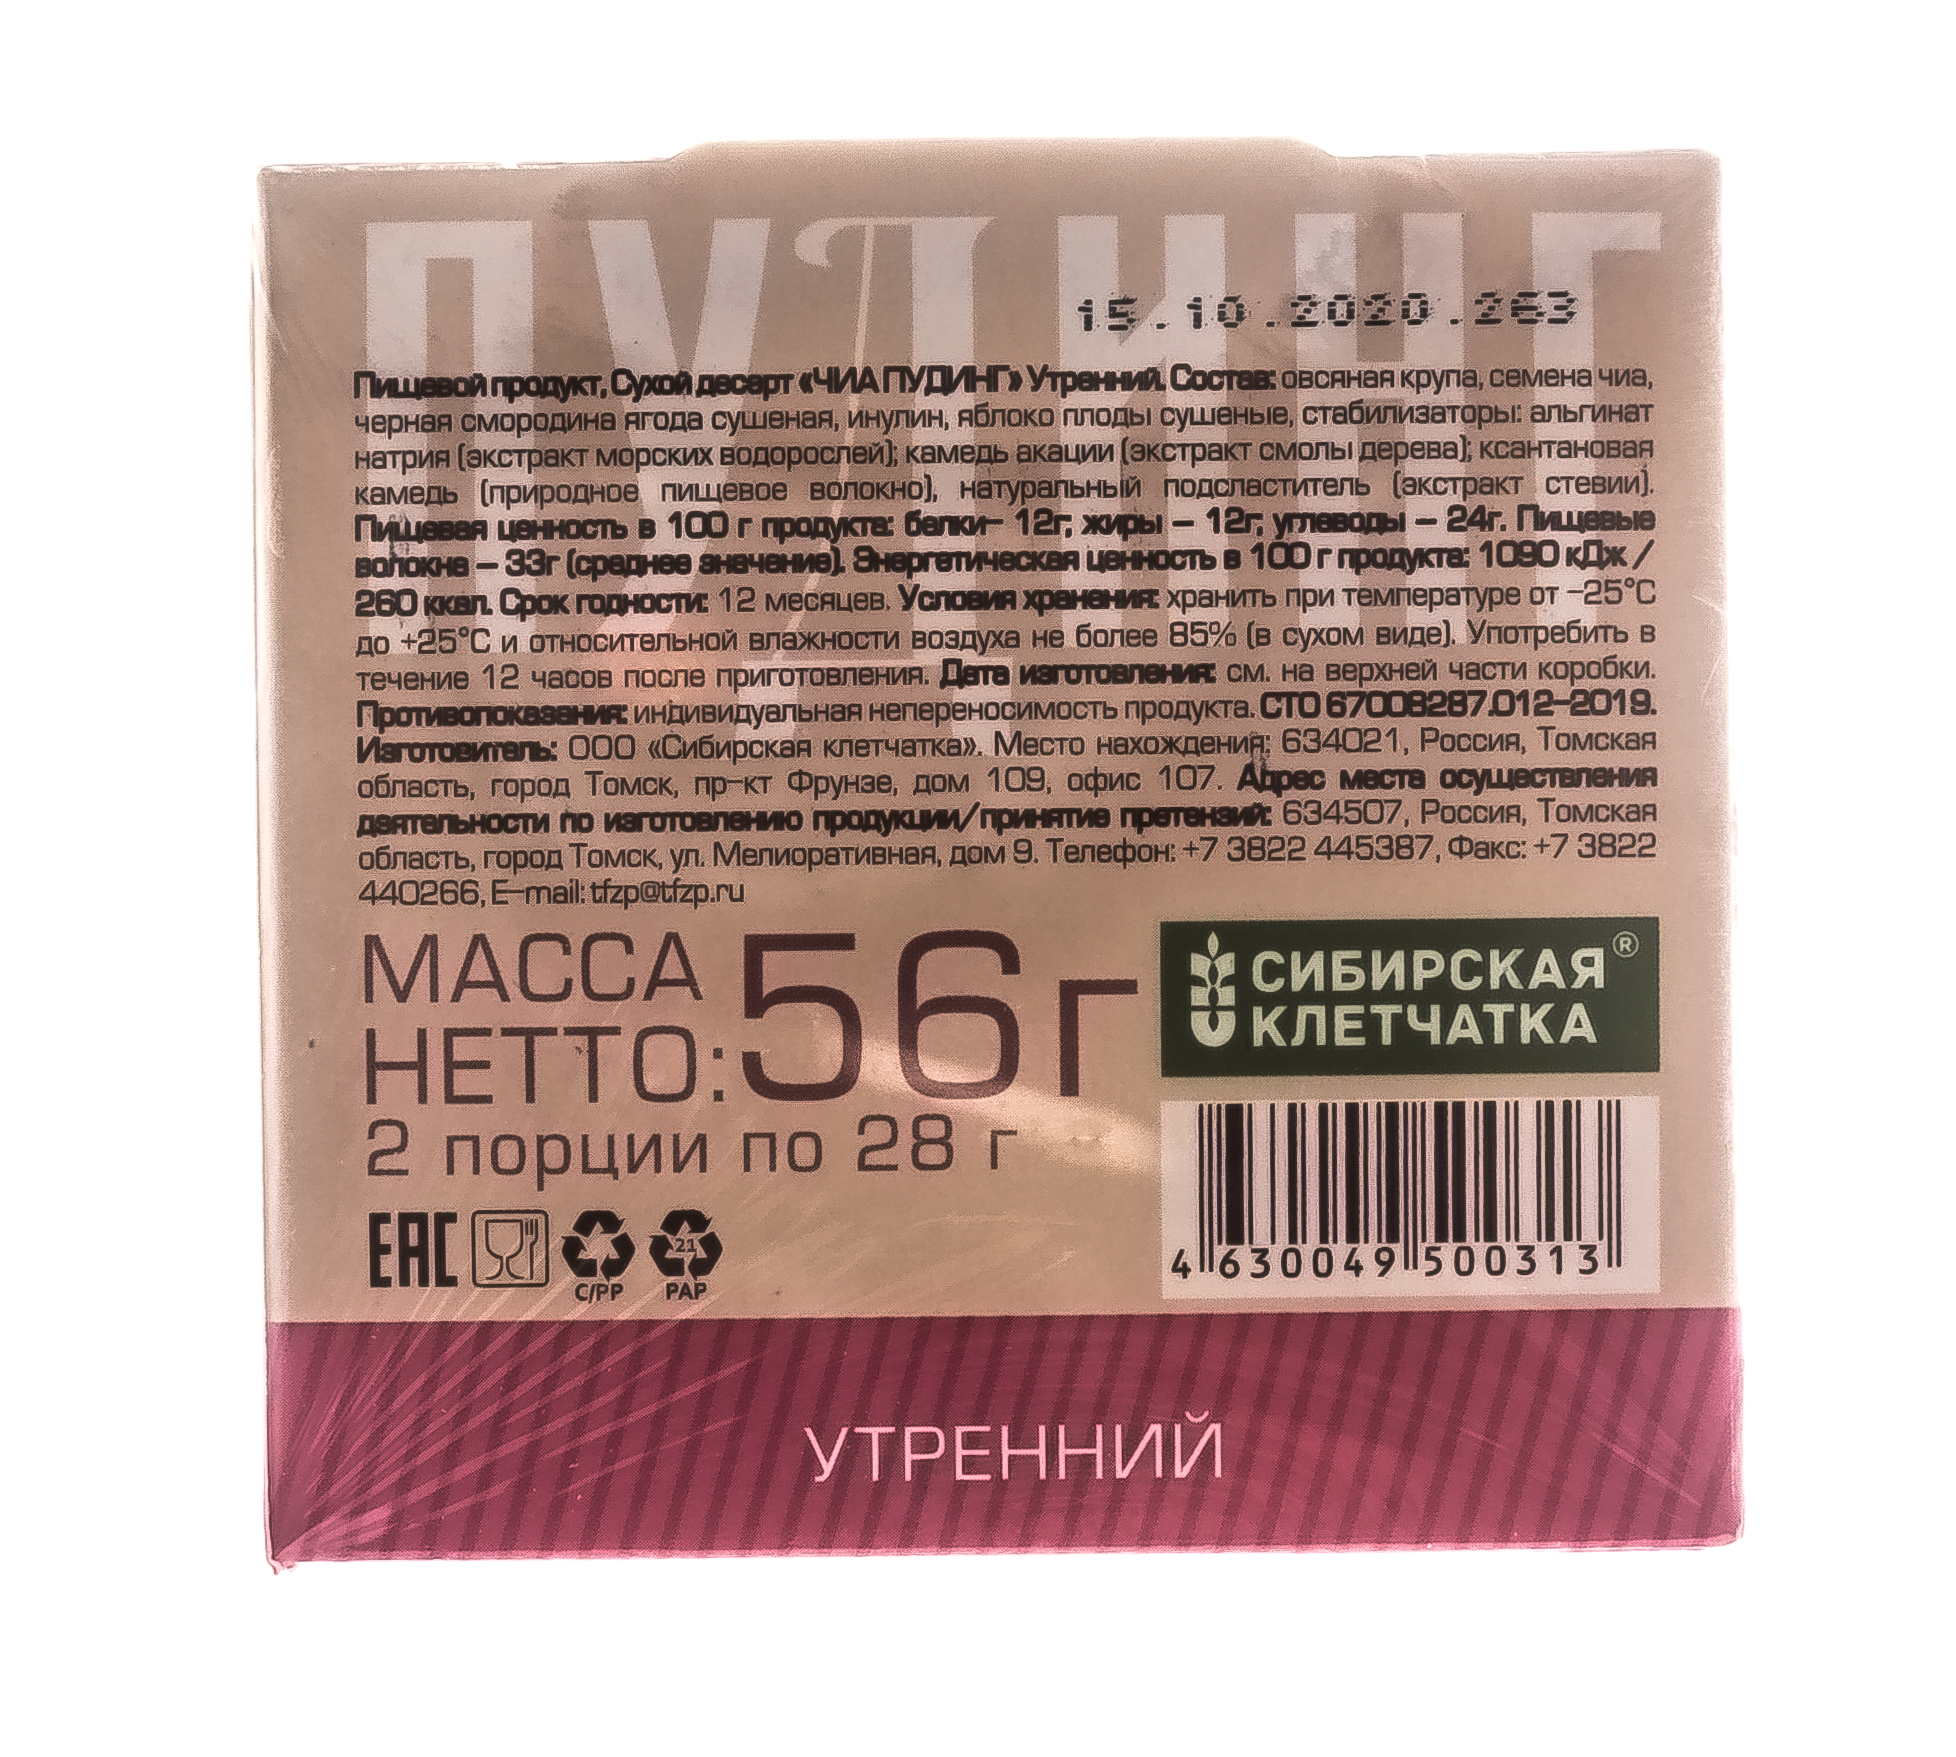 ПУДИНГ
15.10.2020.263
Пищевой продукт, Сухой десерт «ЧИА ПУДИНГ» Утренний. Состав: овсяная крупа, семена чиа,
черная смородина ягода сушеная, инулин, яблоко плоды сушеные, стабилизаторы: альгинат
натрия (экстракт морских водорослей); камедь акации (экстракт смолы дерева); ксантановая
камедь (природное пищевое волокно), натуральный подсластитель (экстракт стевии).
Пищевая ценность в 100 г продукта: белки– 12г; жиры – 12г; углеводы – 24г. Пищевые
волокна – 33г (среднее значение). Энергетическая ценность в 100 г продукта: 1090 кДж /
260 ккал. Срок годности: 12 месяцев. Условия хранения: хранить при температуре от –25°С
до +25°С и относительной влажности воздуха не более 85% (в сухом виде). Употребить в
течение 12 часов после приготовления. Дата изготовления: см. на верхней части коробки.
Противопоказания: индивидуальная непереносимость продукта. СТО 67008287.012–2019.
Изготовитель: ООО «Сибирская клетчатка». Место нахождения: 634021, Россия, Томская
область, город Томск, пр–кт Фрунзе, дом 109, офис 107. Адрес места осуществления
деятельности по изготовлению продукции/принятие претензий: 634507, Россия, Томская
область, город Томск, ул. Мелиоративная, дом 9. Телефон: +7 3822 445387, Факс: +7 3822
440266, E–mail: tfzp@tfzp.ru
МАССА
НЕТТО: 56г
2 порции по 28 г
СИБИРСКАЯ ®
КЛЕТЧАТКА
EAC
C/PP
21
PAP
4 630049 500313
УТРЕННИЙ